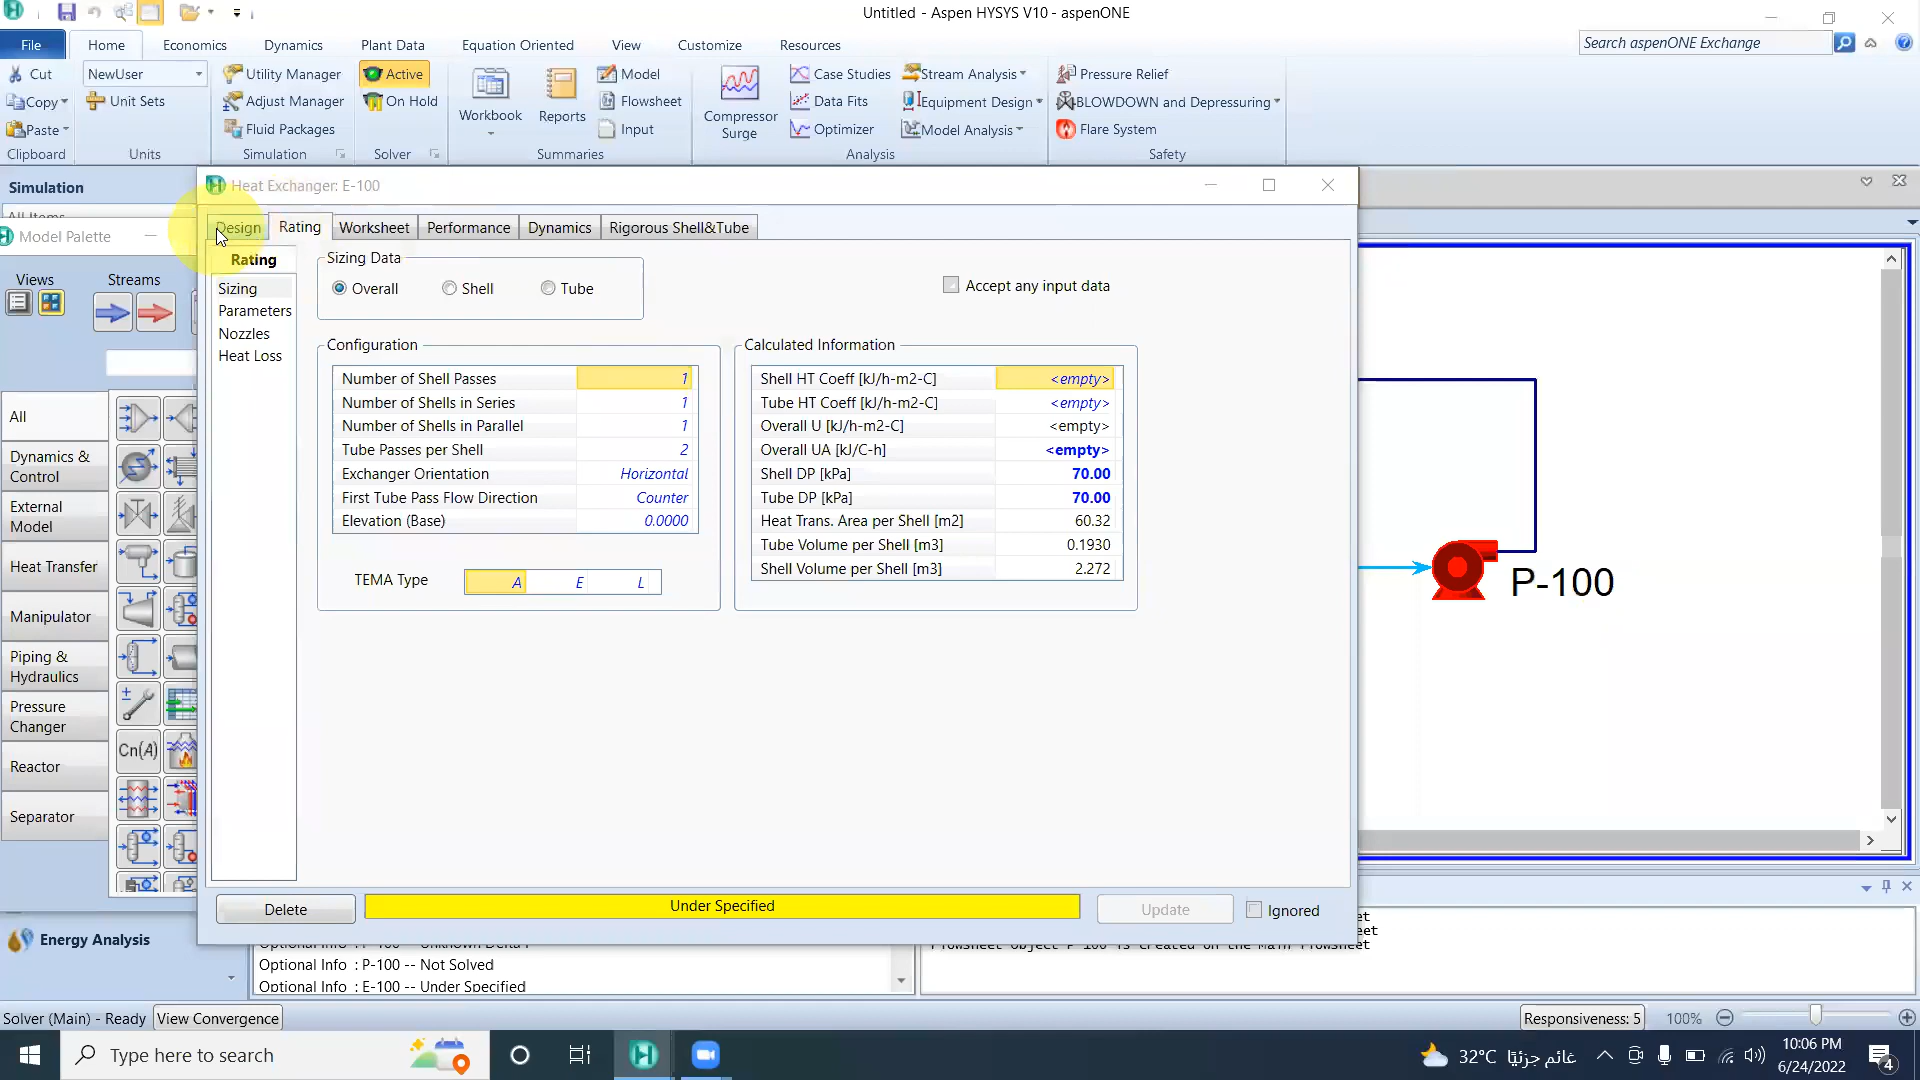 Untitled - Aspen HYSYS V10 - aspenONE
File
Home
Economics
Dynamics
Plant Data
Equation Oriented
View
Customize
Resources
Search aspenONE Exchange
Cut
Copy
Paste
Clipboard
NewUser
Unit Sets
Units
Utility Manager
Adjust Manager
Fluid Packages
Simulation
Active
On Hold
Solver
Workbook
Reports
Model
Flowsheet
Input
Summaries
Compressor
Surge
Case Studies
Data Fits
Optimizer
Stream Analysis
Equipment Design
Model Analysis
Analysis
Pressure Relief
BLOWDOWN and Depressuring
Flare System
Safety
Simulation
All Items
Model Palette
Views
Streams
All
Dynamics &
Control
External
Model
Heat Transfer
Manipulator
Piping &
Hydraulics
Pressure
Changer
Reactor
Separator
Cn(A)
Energy Analysis
Heat Exchanger: E-100
Design
Rating
Worksheet
Performance
Dynamics
Rigorous Shell&Tube
Rating
Sizing
Parameters
Nozzles
Heat Loss
Sizing Data
Overall
Shell
Tube
Accept any input data
Configuration
Number of Shell Passes 1
Number of Shells in Series 1
Number of Shells in Parallel 1
Tube Passes per Shell 2
Exchanger Orientation Horizontal
First Tube Pass Flow Direction Counter
Elevation (Base) 0.0000
TEMA Type A E L
Calculated Information
Shell HT Coeff [kJ/h-m2-C] <empty>
Tube HT Coeff [kJ/h-m2-C] <empty>
Overall U [kJ/h-m2-C] <empty>
Overall UA [kJ/C-h] <empty>
Shell DP [kPa] 70.00
Tube DP [kPa] 70.00
Heat Trans. Area per Shell [m2] 60.32
Tube Volume per Shell [m3] 0.1930
Shell Volume per Shell [m3] 2.272
Delete
Under Specified
Update
Ignored
P-100
Optional Info : P-100 -- Not Solved
Optional Info : E-100 -- Under Specified
Solver (Main) - Ready
View Convergence
Responsiveness: 5
100%
Type here to search
32°C
غائم جزئيًا
10:06 PM
6/24/2022
4